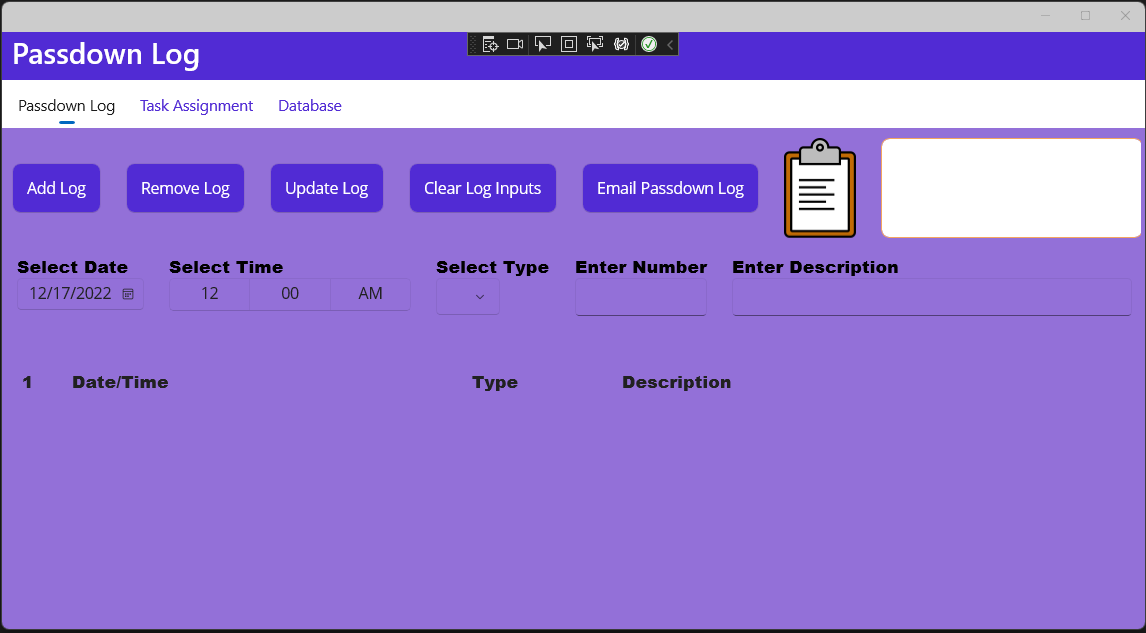 Passdown Log
Passdown Log Task Assignment Database
Add Log Remove Log Update Log Clear Log Inputs Email Passdown Log
Select Date Select Time Select Type Enter Number Enter Description
12/17/2022 12 00 AM
1 Date/Time Type Description